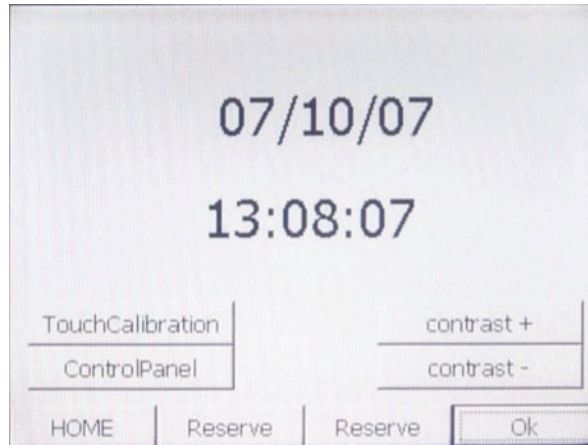 07/10/07
13:08:07
TouchCalibration contrast +
ControlPanel contrast -
HOME Reserve Reserve Ok